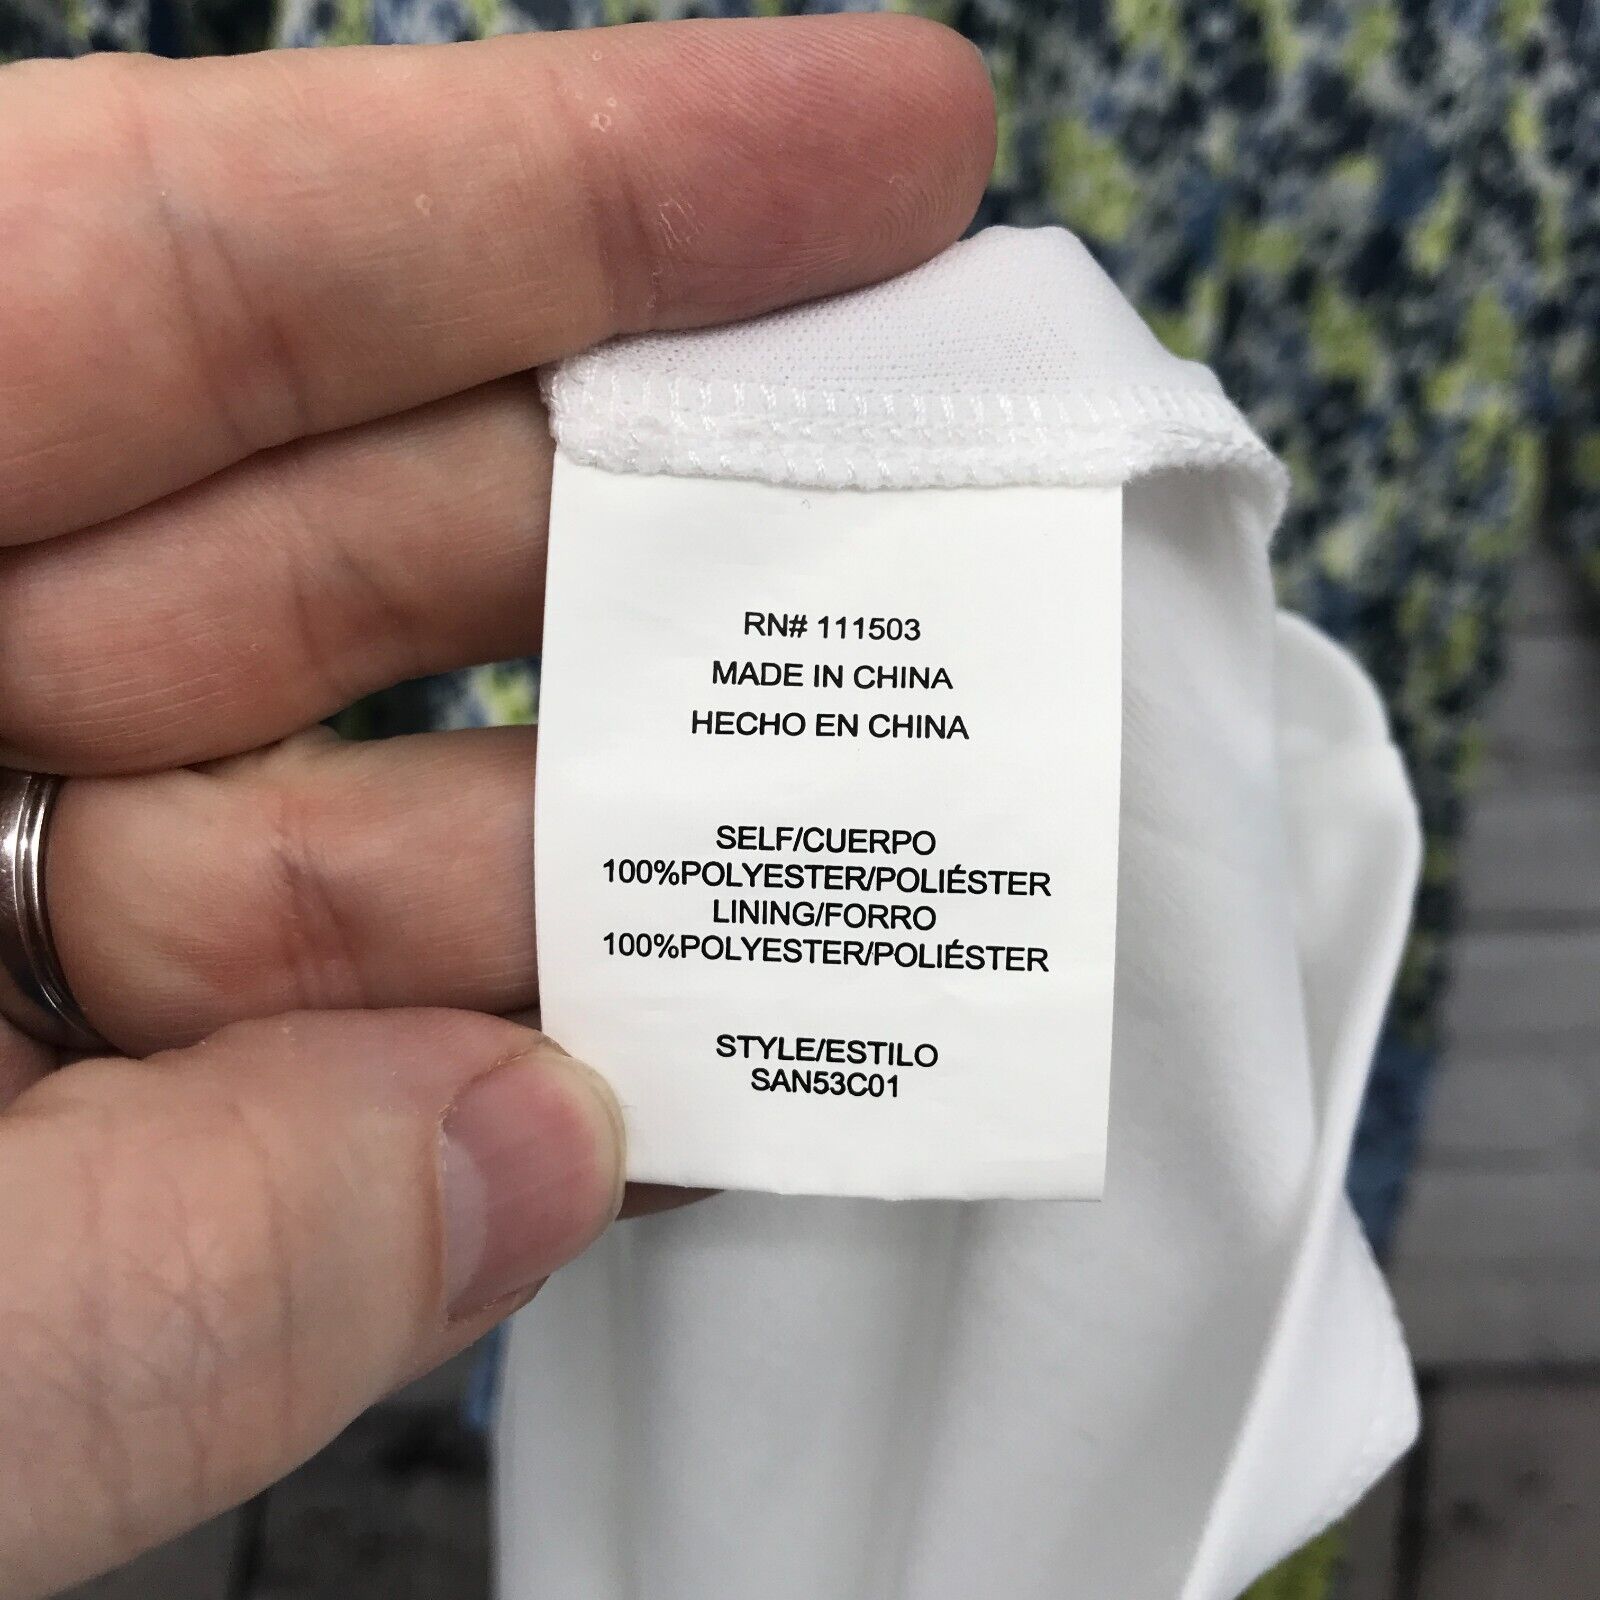 RN# 111503
MADE IN CHINA
HECHO EN CHINA
SELF/CUERPO
100%POLYESTER/POLIÉSTER
LINING/FORRO
100%POLYESTER/POLIÉSTER
STYLE/ESTILO
SAN53C01